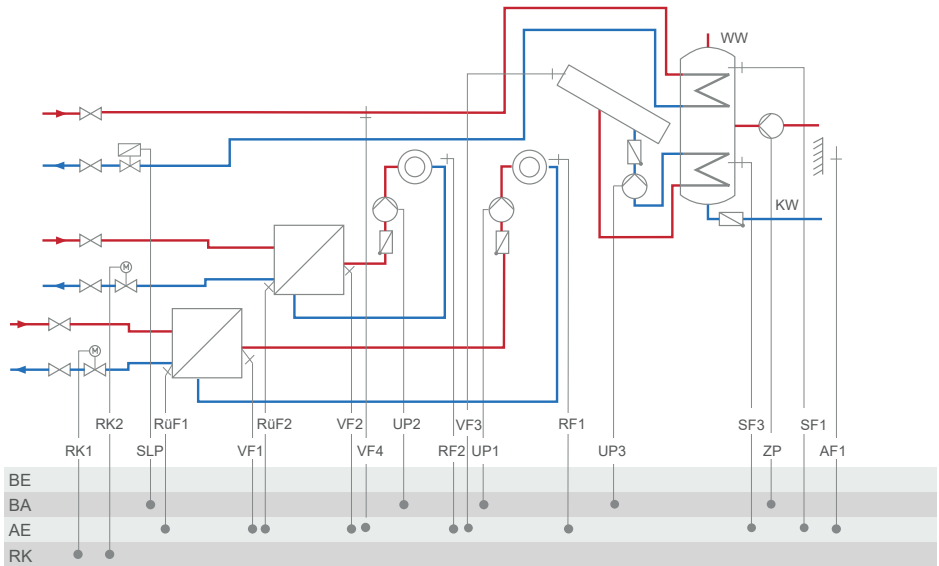 WW
KW
M
M
RK2 RüF1 RüF2 VF2 UP2 VF3 RF1 SF3 SF1
RK1 SLP VF1 VF4 RF2 UP1 UP3 ZP AF1
BE
BA
AE
RK